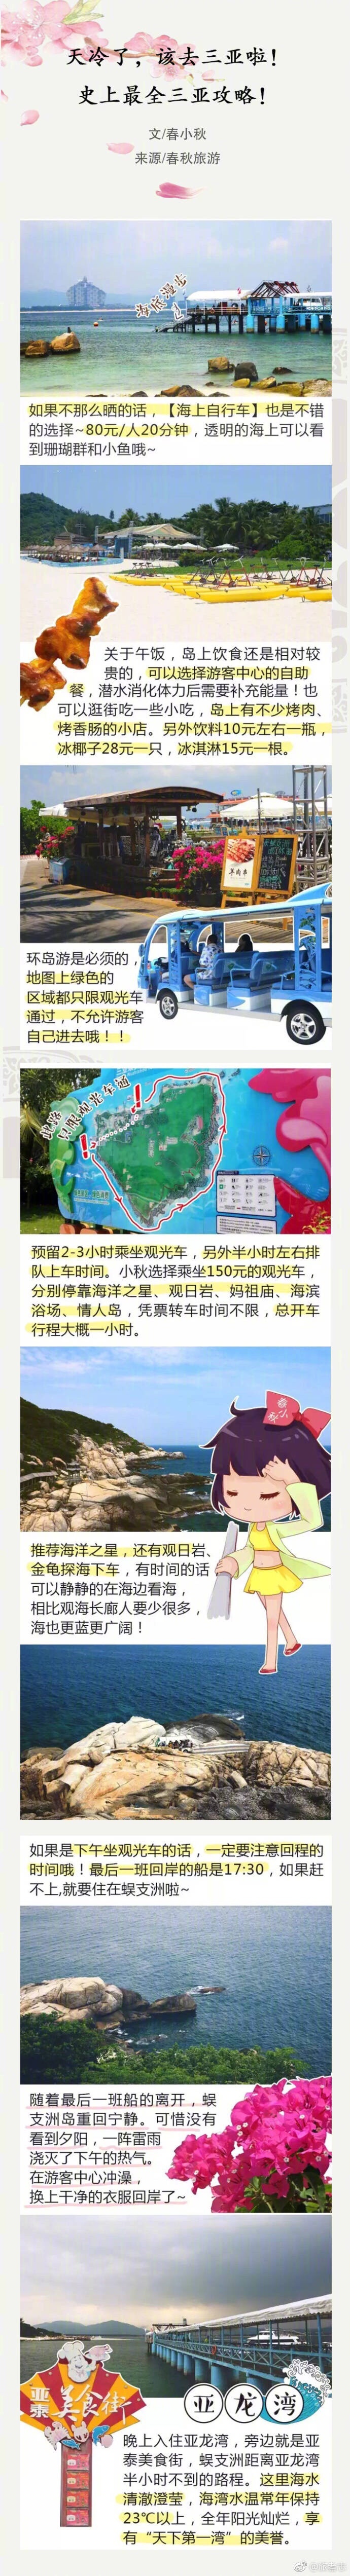 天冷了，该去三亚啦！
史上最全三亚攻略！
文/春小秋
来源/春秋旅游
海底漫步
如果不那么晒的话，【海上自行车】也是不错
的选择~80元/人20分钟，透明的海上可以看
到珊瑚群和小鱼哦~
关于午饭，岛上饮食还是相对较
贵的，可以选择游客中心的自助
餐，潜水消化体力后需要补充能量！也
可以逛街吃一些小吃，岛上有不少烤肉、
烤香肠的小店。另外饮料10元左右一瓶，
冰椰子28元一只，冰淇淋15元一根。
羊肉串
环岛游是必须的，
地图上绿色的
区域都只限观光车
通过，不允许游客
自己进去哦！！
预留2-3小时乘坐观光车，另外半小时左右排
队上车时间。小秋选择乘坐150元的观光车，
分别停靠海洋之星、观日岩、妈祖庙、海滨
浴场、情人岛，凭票转车时间不限，总开车
行程大概一小时。
推荐海洋之星，还有观日岩、
金龟探海下车，有时间的话
可以静静的在海边看海，
相比观海长廊人要少很多，
海也更蓝更广阔！
如果是下午坐观光车的话，一定要注意回程的
时间哦！最后一班回岸的船是17:30，如果赶
不上,就要住在蜈支洲啦~
随着最后一班船的离开，蜈
支洲岛重回宁静。可惜没有
看到夕阳，一阵雷雨
浇灭了下午的热气。
在游客中心冲澡，
换上干净的衣服回岸了~
亚泰美食街
亚龙湾
晚上入住亚龙湾，旁边就是亚
泰美食街，蜈支洲距离亚龙湾
半小时不到的路程。这里海水
清澈澄莹，海湾水温常年保持
23℃以上，全年阳光灿烂，享
有“天下第一湾”的美誉。